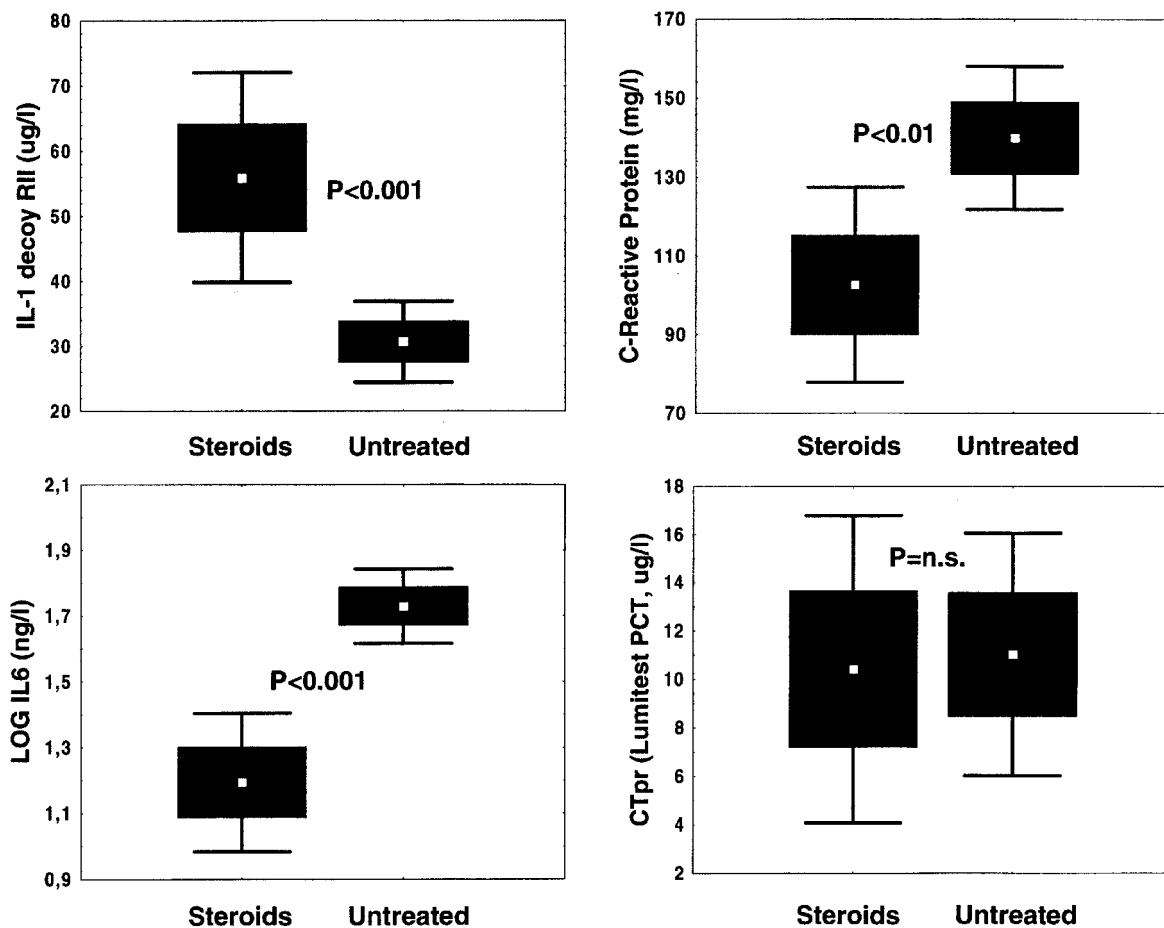 IL-1 decoy RII (ug/l)
80
70
60
50
40
30
20
P<0.001
Steroids Untreated
C-Reactive Protein (mg/l)
170
150
130
110
90
70
P<0.01
Steroids Untreated
LOG IL6 (ng/l)
2,1
1,9
1,7
1,5
1,3
1,1
0,9
P<0.001
Steroids Untreated
CTpr (Lumitest PCT, ug/l)
18
16
14
12
10
8
6
4
2
P=n.s.
Steroids Untreated